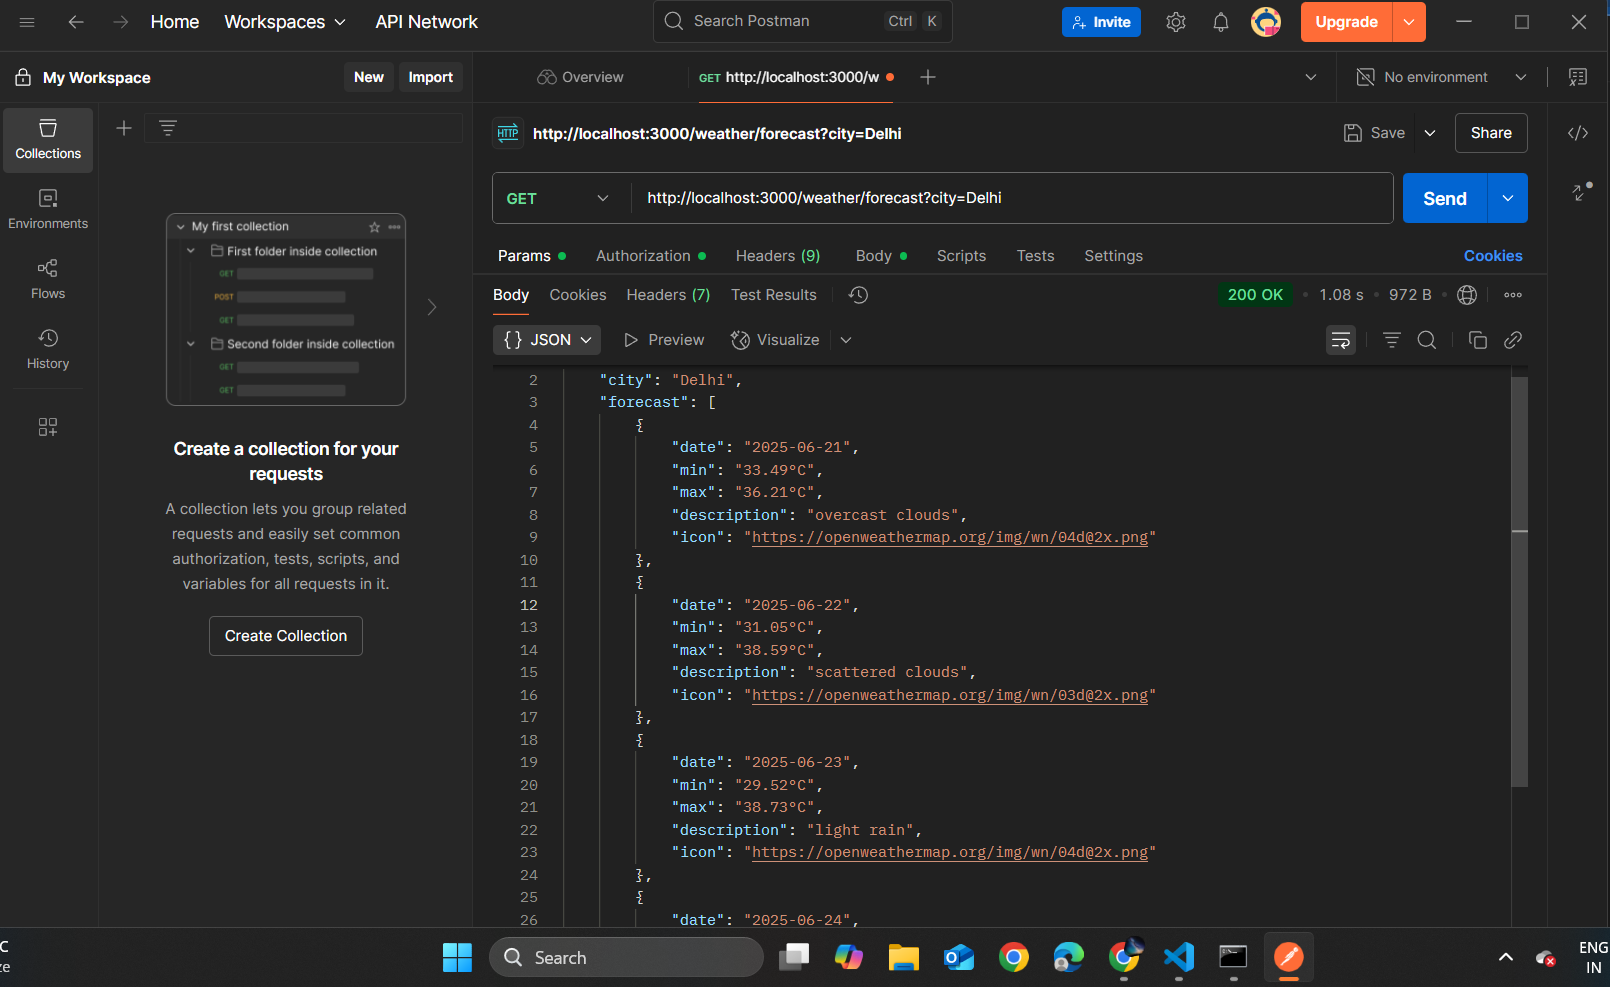 Home
Workspaces
API Network
Search Postman
Ctrl
K
Invite
Upgrade
My Workspace
New
Import
Overview
GET http://localhost:3000/w
No environment
Collections
Environments
Flows
History
My first collection
First folder inside collection
GET
POST
GET
Second folder inside collection
GET
GET
Create a collection for your
requests
A collection lets you group related
requests and easily set common
authorization, tests, scripts, and
variables for all requests in it.
Create Collection
HTTP
http://localhost:3000/weather/forecast?city=Delhi
Save
Share
GET
http://localhost:3000/weather/forecast?city=Delhi
Send
Params
Authorization
Headers (9)
Body
Scripts
Tests
Settings
Cookies
Body
Cookies
Headers (7)
Test Results
200 OK
1.08 s
972 B
{} JSON
Preview
Visualize
2 "city": "Delhi",
3 "forecast": [
4 {
5 "date": "2025-06-21",
6 "min": "33.49°C",
7 "max": "36.21°C",
8 "description": "overcast clouds",
9 "icon": "https://openweathermap.org/img/wn/04d@2x.png"
10 },
11 {
12 "date": "2025-06-22",
13 "min": "31.05°C",
14 "max": "38.59°C",
15 "description": "scattered clouds",
16 "icon": "https://openweathermap.org/img/wn/03d@2x.png"
17 },
18 {
19 "date": "2025-06-23",
20 "min": "29.52°C",
21 "max": "38.73°C",
22 "description": "light rain",
23 "icon": "https://openweathermap.org/img/wn/04d@2x.png"
24 },
25 {
26 "date": "2025-06-24",
C
ze
Search
ENG
IN